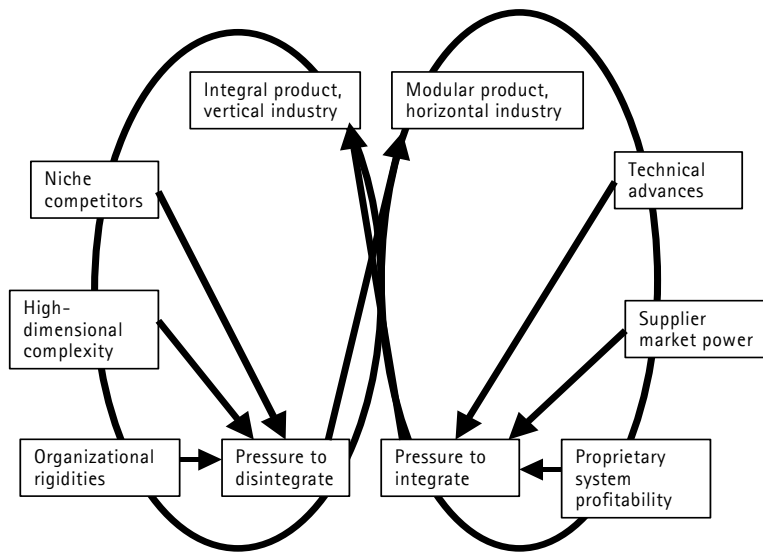 Integral product,
vertical industry
Modular product,
horizontal industry
Niche
competitors
Technical
advances
High-
dimensional
complexity
Supplier
market power
Organizational
rigidities
Pressure to
disintegrate
Pressure to
integrate
Proprietary
system
profitability